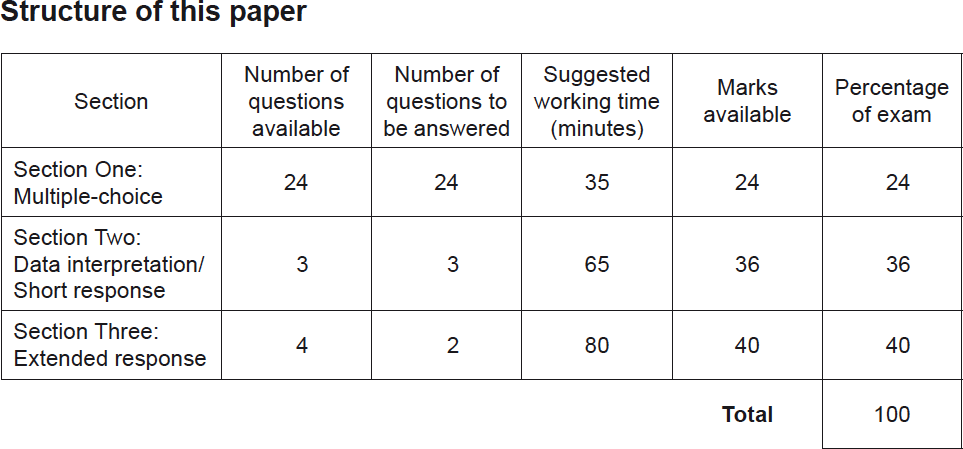 Structure of this paper
Section
Number of
questions
available
Number of
questions to
be answered
Suggested
working time
(minutes)
Marks
available
Percentage
of exam
Section One:
Multiple-choice
24
24
35
24
24
Section Two:
Data interpretation/
Short response
3
3
65
36
36
Section Three:
Extended response
4
2
80
40
40
Total
100